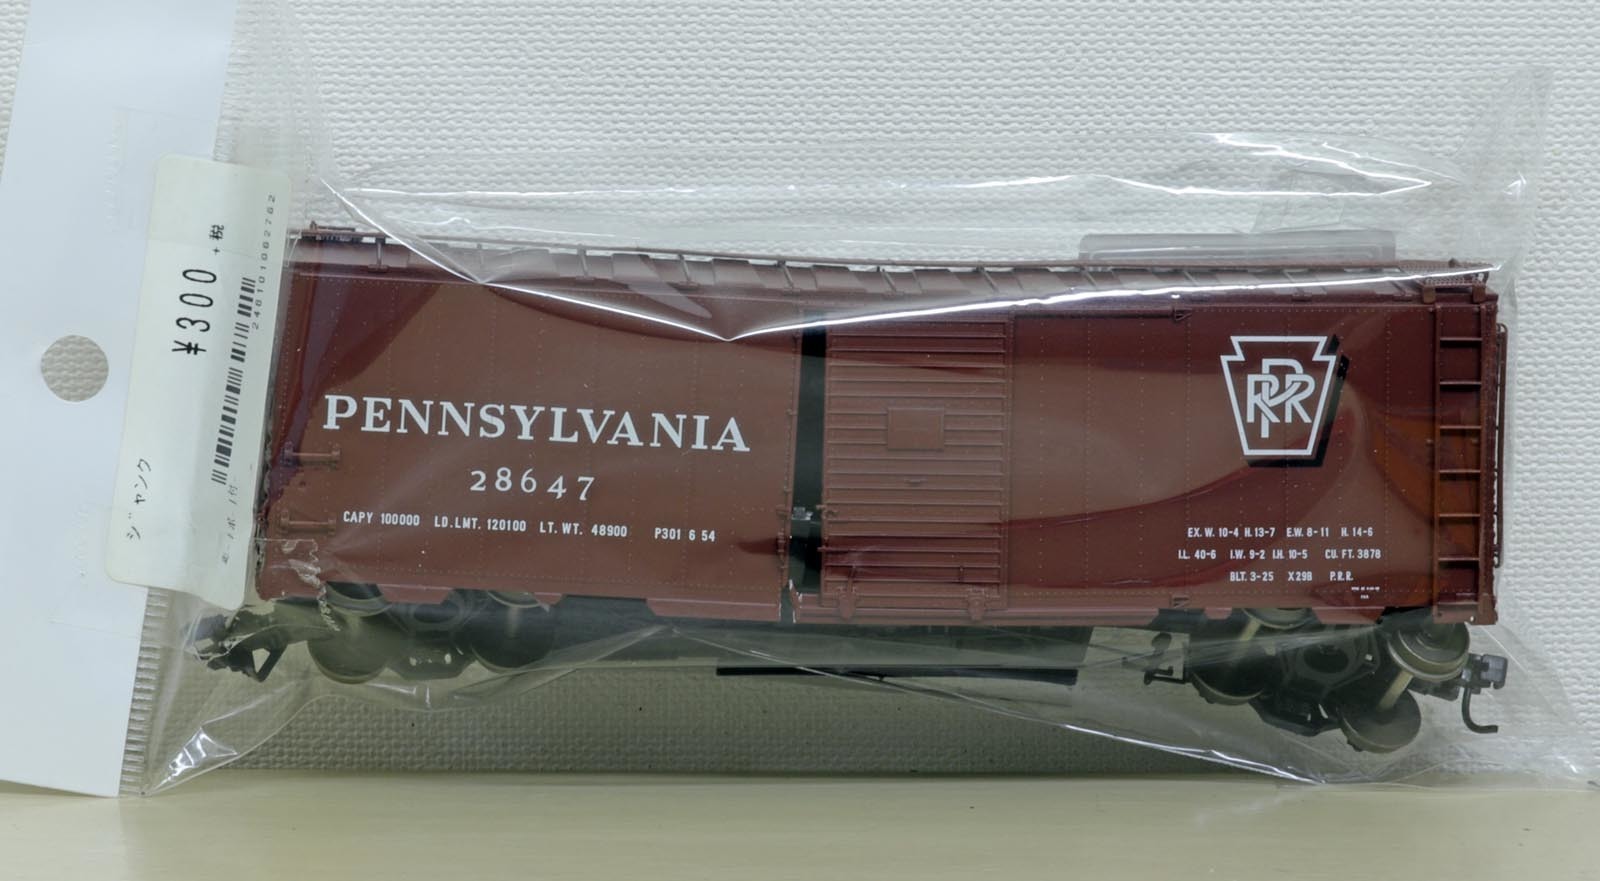 ¥300 +税
2481010662762
ジャンク
PENNSYLVANIA
28647
CAPY 100000 LD.LMT. 120100 LT. WT. 48900 P301 6 54
PRR
EX. W. 10-4 H. 13-7 E.W. 8-11 H. 14-6
I.L. 40-6 I.W. 9-2 I.H. 10-5 CU. FT. 3878
BLT. 3-25 X29B P.R.R.